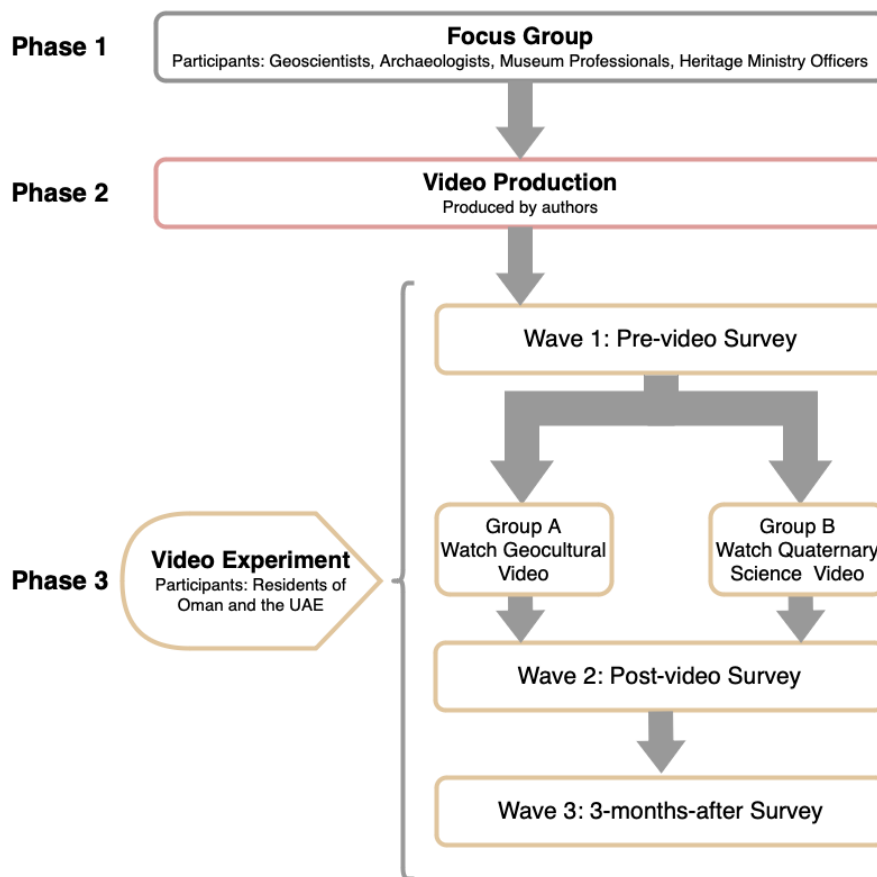 Phase 1
Focus Group
Participants: Geoscientists, Archaeologists, Museum Professionals, Heritage Ministry Officers
Phase 2
Video Production
Produced by authors
Wave 1: Pre-video Survey
Group A
Watch Geocultural
Video
Group B
Watch Quaternary
Science Video
Phase 3
Video Experiment
Participants: Residents of
Oman and the UAE
Wave 2: Post-video Survey
Wave 3: 3-months-after Survey